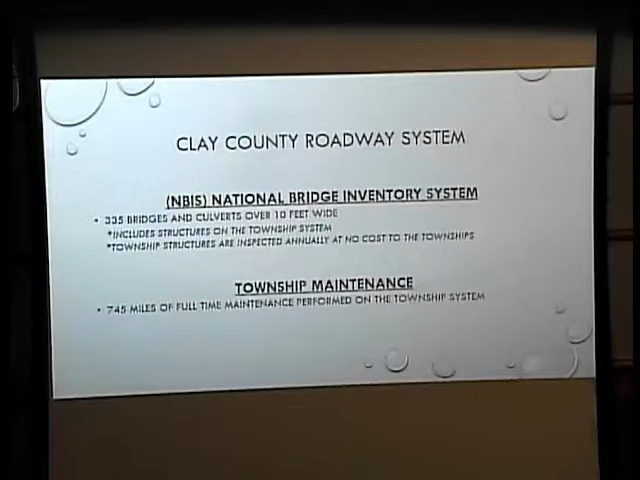 CLAY COUNTY ROADWAY SYSTEM
(NBIS) NATIONAL BRIDGE INVENTORY SYSTEM
• 335 BRIDGES AND CULVERTS OVER 10 FEET WIDE
*INCLUDES STRUCTURES ON THE TOWNSHIP SYSTEM
*TOWNSHIP STRUCTURES ARE INSPECTED ANNUALLY AT NO COST TO THE TOWNSHIPS
TOWNSHIP MAINTENANCE
• 745 MILES OF FULL TIME MAINTENANCE PERFORMED ON THE TOWNSHIP SYSTEM